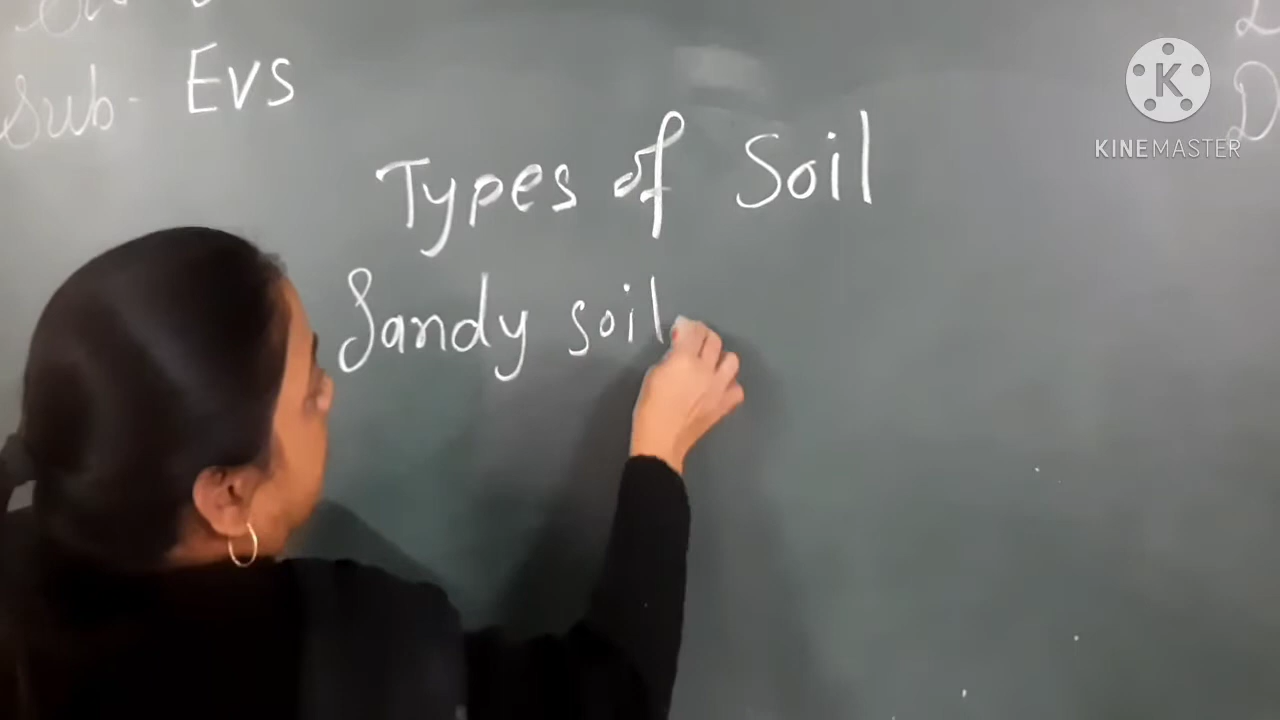 Sub- EVS
Types of Soil
Sandy soil
K
KINEMASTER
D